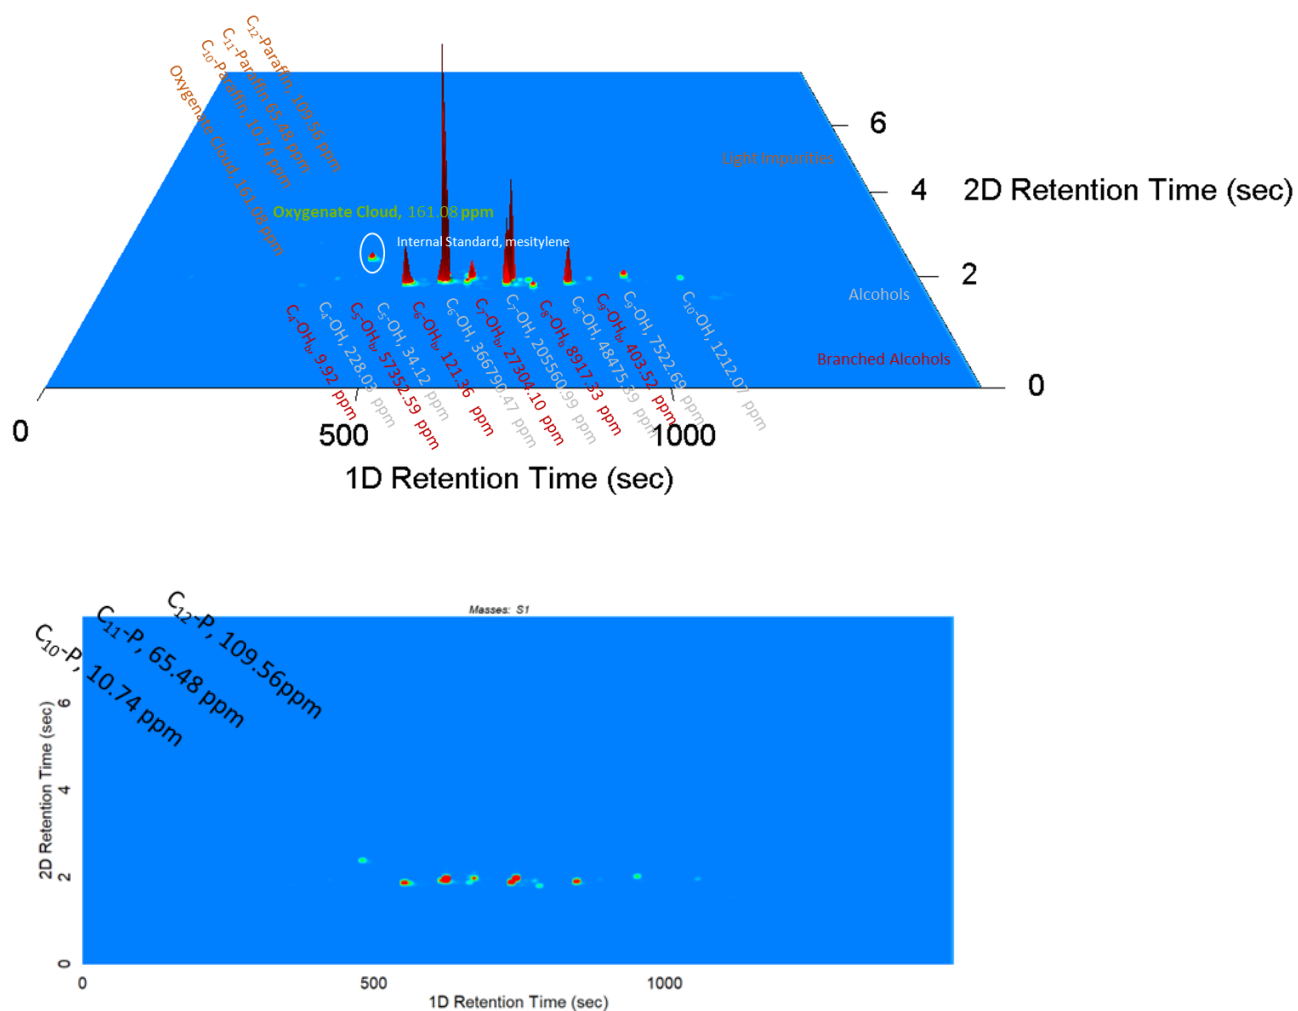 C₁₂-Paraffin, 109.56 ppm
C₁₁-Paraffin 65.48 ppm
C₁₀-Paraffin, 10.74 ppm
Oxygenate Cloud, 161.08 ppm
6
Light Impurities
4
2D Retention Time (sec)
Oxygenate Cloud, 161.08 ppm
Internal Standard, mesitylene
2
Alcohols
Branched Alcohols
0
C₄-OHb, 9.92 ppm
C₄-OH, 228.03 ppm
C₅-OHb, 57352.59 ppm
C₅-OH, 34.12 ppm
C₆-OHb, 121.36 ppm
C₆-OH, 366790.47 ppm
C₇-OHb, 27304.10 ppm
C₇-OH, 205560.99 ppm
C₈-OHb 8917.33 ppm
C₈-OH, 48475.39 ppm
C₉-OHb, 403.52 ppm
C₉-OH, 7522.69 ppm
C₁₀-OH, 1212.07 ppm
0
500
1000
1D Retention Time (sec)
C₁₂-P, 109.56ppm
C₁₁-P, 65.48 ppm
C₁₀-P, 10.74 ppm
Masses: S1
6
4
2
0
2D Retention Time (sec)
0
500
1000
1D Retention Time (sec)